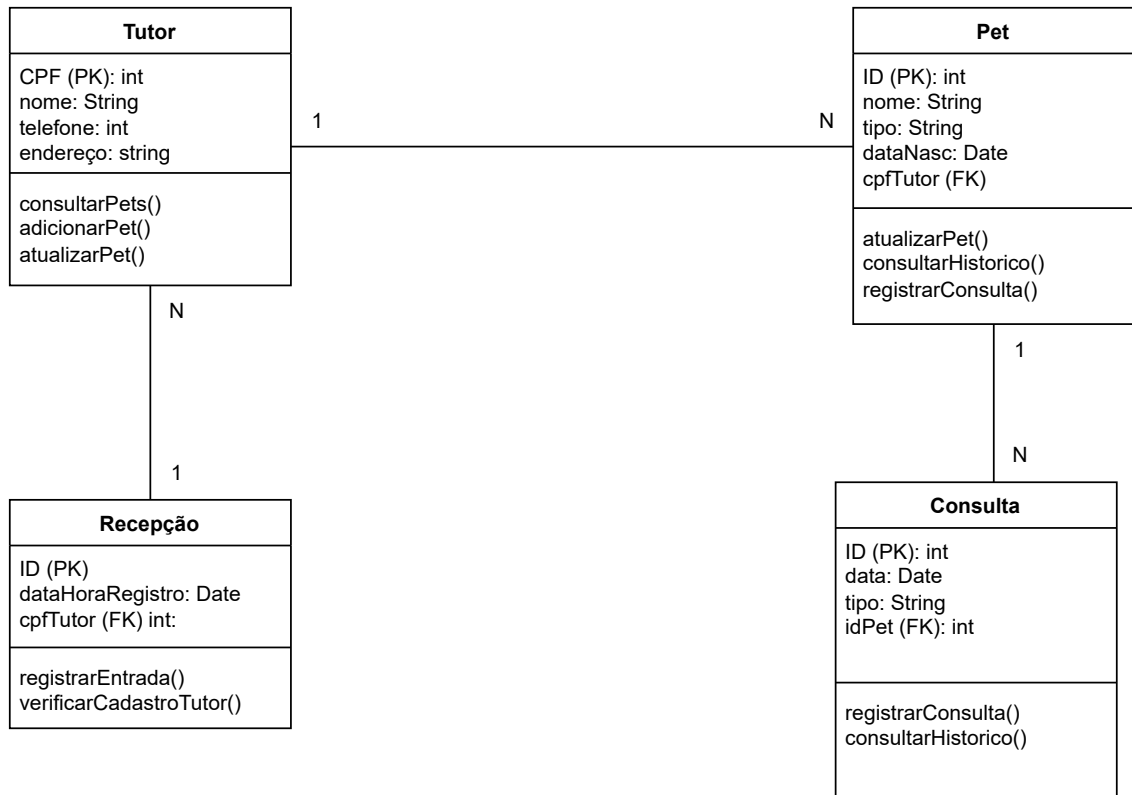 Tutor
CPF (PK): int
nome: String
telefone: int
endereço: string
consultarPets()
adicionarPet()
atualizarPet()
1
N
Pet
ID (PK): int
nome: String
tipo: String
dataNasc: Date
cpfTutor (FK)
atualizarPet()
consultarHistorico()
registrarConsulta()
N
1
1
N
Recepção
ID (PK)
dataHoraRegistro: Date
cpfTutor (FK) int:
registrarEntrada()
verificarCadastroTutor()
Consulta
ID (PK): int
data: Date
tipo: String
idPet (FK): int
registrarConsulta()
consultarHistorico()